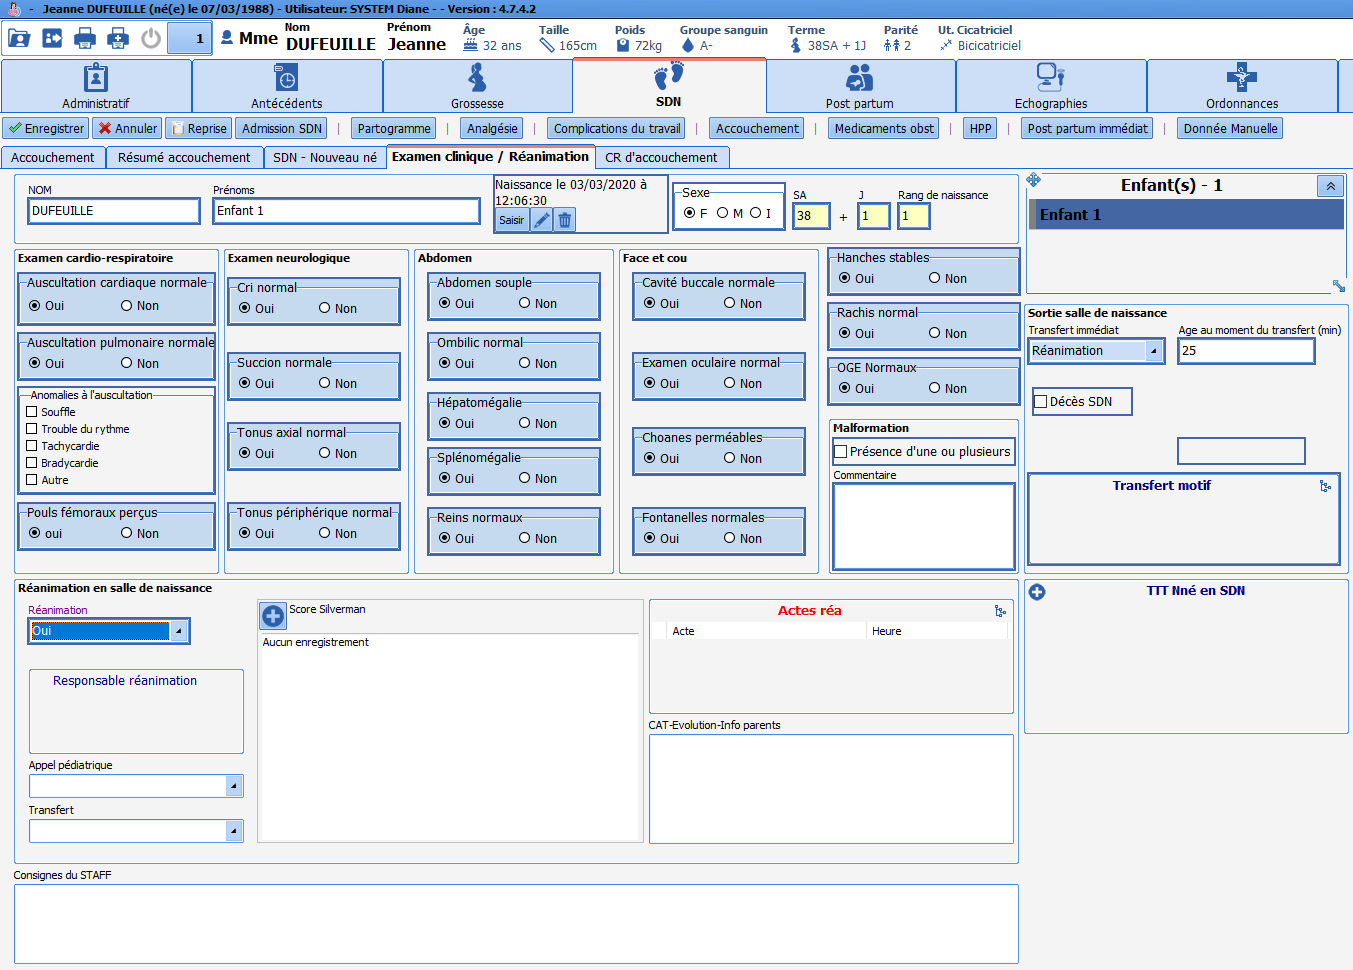 - Jeanne DUFEUILLE (né(e) le 07/03/1988) - Utilisateur: SYSTEM Diane - - Version : 4.7.4.2
1 Mme Nom DUFEUILLE Prénom Jeanne Âge 32 ans Taille 165cm Poids 72kg Groupe sanguin A- Terme 38SA + 1J Parité 2 Ut. Cicatriciel Bicicatriciel
Administratif Antécédents Grossesse SDN Post partum Echographies Ordonnances
Enregistrer Annuler Reprise Admission SDN | Partogramme | Analgésie | Complications du travail | Accouchement | Medicaments obst | HPP | Post partum immédiat | Donnée Manuelle
Accouchement Résumé accouchement SDN - Nouveau né Examen clinique / Réanimation CR d'accouchement
NOM
DUFEUILLE
Prénoms
Enfant 1
Naissance le 03/03/2020 à
12:06:30
Saisir
Sexe
F M I
SA
38
+
J
1
Rang de naissance
1
Enfant(s) - 1
Enfant 1
Examen cardio-respiratoire
Auscultation cardiaque normale
Oui Non
Auscultation pulmonaire normale
Oui Non
Anomalies à l'auscultation
Souffle
Trouble du rythme
Tachycardie
Bradycardie
Autre
Pouls fémoraux perçus
oui Non
Examen neurologique
Cri normal
Oui Non
Succion normale
Oui Non
Tonus axial normal
Oui Non
Tonus périphérique normal
Oui Non
Abdomen
Abdomen souple
Oui Non
Ombilic normal
Oui Non
Hépatomégalie
Oui Non
Splénomégalie
Oui Non
Reins normaux
Oui Non
Face et cou
Cavité buccale normale
Oui Non
Examen oculaire normal
Oui Non
Choanes perméables
Oui Non
Fontanelles normales
Oui Non
Hanches stables
Oui Non
Rachis normal
Oui Non
OGE Normaux
Oui Non
Malformation
Présence d'une ou plusieurs
Commentaire
Sortie salle de naissance
Transfert immédiat
Réanimation
Age au moment du transfert (min)
25
Décès SDN
Transfert motif
Réanimation en salle de naissance
Réanimation
Oui
Responsable réanimation
Appel pédiatrique
Transfert
Score Silverman
Aucun enregistrement
Actes réa
Acte Heure
CAT-Evolution-Info parents
TTT Nné en SDN
Consignes du STAFF